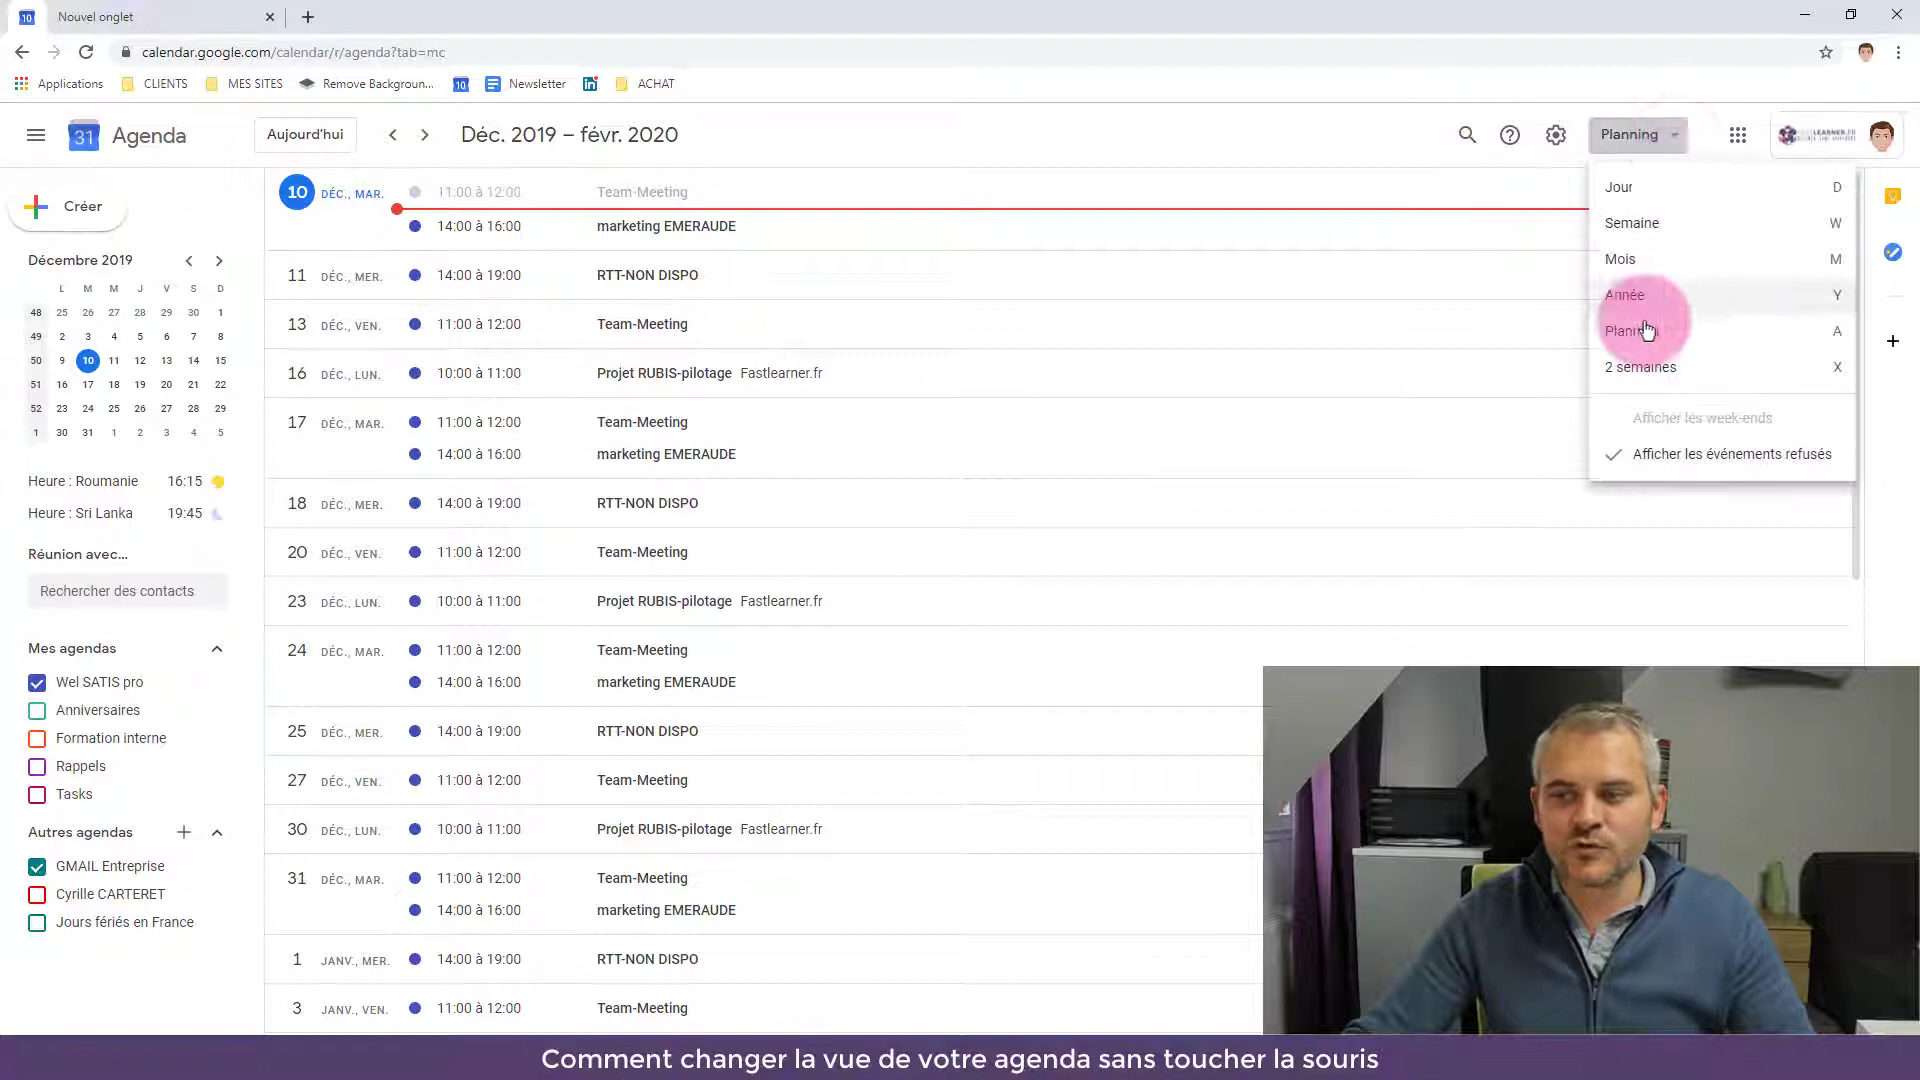 10
Nouvel onglet
calendar.google.com/calendar/r/agenda?tab=mc
Applications
CLIENTS
MES SITES
Remove Backgroun...
10
Newsletter
in
ACHAT
31
Agenda
Aujourd'hui
Déc. 2019 – févr. 2020
Planning
Créer
Jour D
Semaine W
Mois M
Année Y
A
2 semaines X
Afficher les week-ends
Afficher les événements refusés
Décembre 2019
L M M J V S D
48 25 26 27 28 29 30 1
49 2 3 4 5 6 7 8
50 9 10 11 12 13 14 15
51 16 17 18 19 20 21 22
52 23 24 25 26 27 28 29
1 30 31 1 2 3 4 5
Heure : Roumanie 16:15
Heure : Sri Lanka 19:45
Réunion avec...
Rechercher des contacts
Mes agendas
Wel SATIS pro
Anniversaires
Formation interne
Rappels
Tasks
Autres agendas
GMAIL Entreprise
Cyrille CARTERET
Jours fériés en France
10 DÉC., MAR. 11:00 à 12:00 Team-Meeting
14:00 à 16:00 marketing EMERAUDE
11 DÉC., MER. 14:00 à 19:00 RTT-NON DISPO
13 DÉC., VEN. 11:00 à 12:00 Team-Meeting
16 DÉC., LUN. 10:00 à 11:00 Projet RUBIS-pilotage Fastlearner.fr
17 DÉC., MAR. 11:00 à 12:00 Team-Meeting
14:00 à 16:00 marketing EMERAUDE
18 DÉC., MER. 14:00 à 19:00 RTT-NON DISPO
20 DÉC., VEN. 11:00 à 12:00 Team-Meeting
23 DÉC., LUN. 10:00 à 11:00 Projet RUBIS-pilotage Fastlearner.fr
24 DÉC., MAR. 11:00 à 12:00 Team-Meeting
14:00 à 16:00 marketing EMERAUDE
25 DÉC., MER. 14:00 à 19:00 RTT-NON DISPO
27 DÉC., VEN. 11:00 à 12:00 Team-Meeting
30 DÉC., LUN. 10:00 à 11:00 Projet RUBIS-pilotage Fastlearner.fr
31 DÉC., MAR. 11:00 à 12:00 Team-Meeting
14:00 à 16:00 marketing EMERAUDE
1 JANV., MER. 14:00 à 19:00 RTT-NON DISPO
3 JANV., VEN. 11:00 à 12:00 Team-Meeting
Comment changer la vue de votre agenda sans toucher la souris